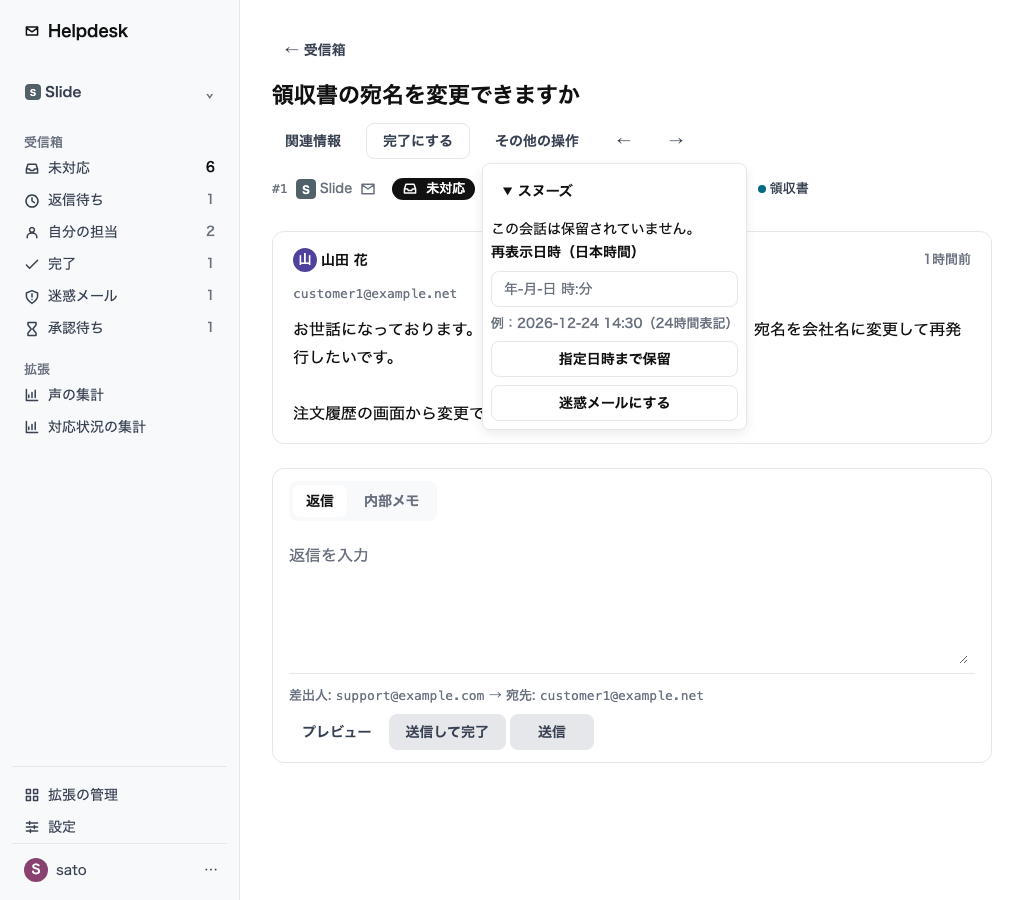 Helpdesk
S Slide
受信箱
未対応 6
返信待ち 1
自分の担当 2
完了 1
迷惑メール 1
承認待ち 1
拡張
声の集計
対応状況の集計
拡張の管理
設定
S sato ...
← 受信箱
領収書の宛名を変更できますか
関連情報 完了にする その他の操作 ← →
#1 S Slide 未対応 領収書
▼ スヌーズ
この会話は保留されていません。
再表示日時（日本時間）
年-月-日 時:分
例：2026-12-24 14:30（24時間表記）
指定日時まで保留
迷惑メールにする
山 山田 花 1時間前
customer1@example.net
お世話になっております。 宛名を会社名に変更して再発
行したいです。
注文履歴の画面から変更で
返信 内部メモ
返信を入力
差出人: support@example.com → 宛先: customer1@example.net
プレビュー 送信して完了 送信